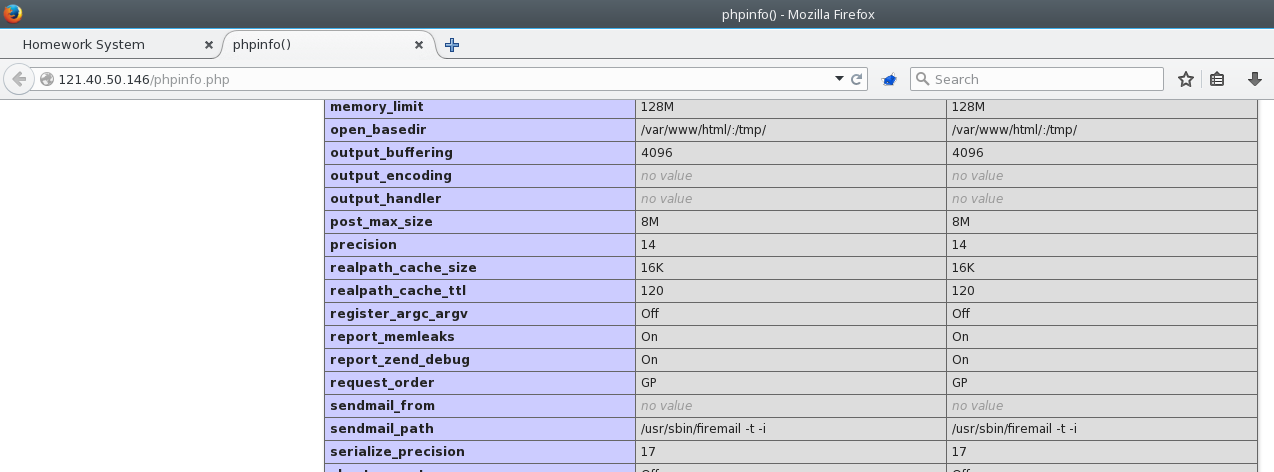 phpinfo() - Mozilla Firefox
Homework System
phpinfo()
121.40.50.146/phpinfo.php
Search
memory_limit 128M 128M
open_basedir /var/www/html/:/tmp/ /var/www/html/:/tmp/
output_buffering 4096 4096
output_encoding no value no value
output_handler no value no value
post_max_size 8M 8M
precision 14 14
realpath_cache_size 16K 16K
realpath_cache_ttl 120 120
register_argc_argv Off Off
report_memleaks On On
report_zend_debug On On
request_order GP GP
sendmail_from no value no value
sendmail_path /usr/sbin/firemail -t -i /usr/sbin/firemail -t -i
serialize_precision 17 17